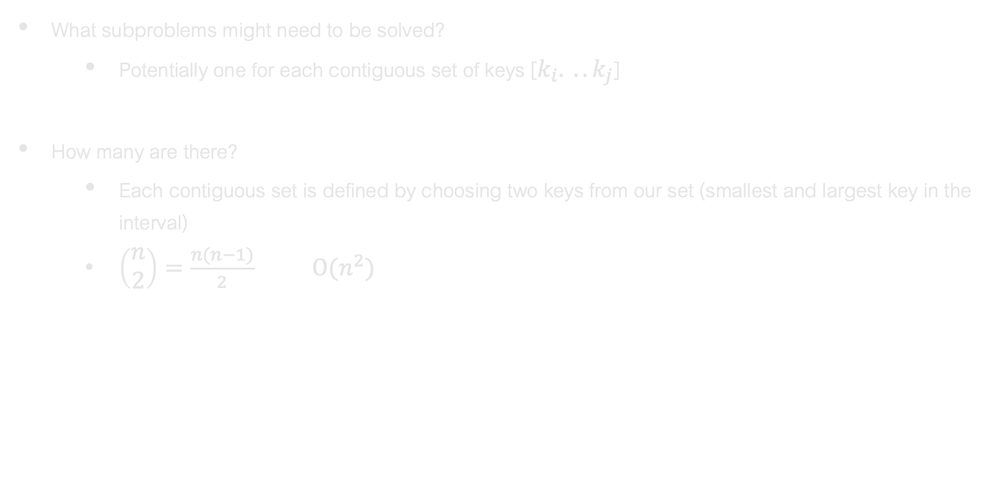 • What subproblems might need to be solved?
• Potentially one for each contiguous set of keys [k_i. . . k_j]
• How many are there?
• Each contiguous set is defined by choosing two keys from our set (smallest and largest key in the
interval)
• \binom{n}{2} = \frac{n(n-1)}{2} O(n^2)